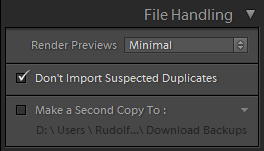 File Handling
Render Previews Minimal
Don't Import Suspected Duplicates
Make a Second Copy To :
D: \ Users \ Rudolf...\ Download Backups